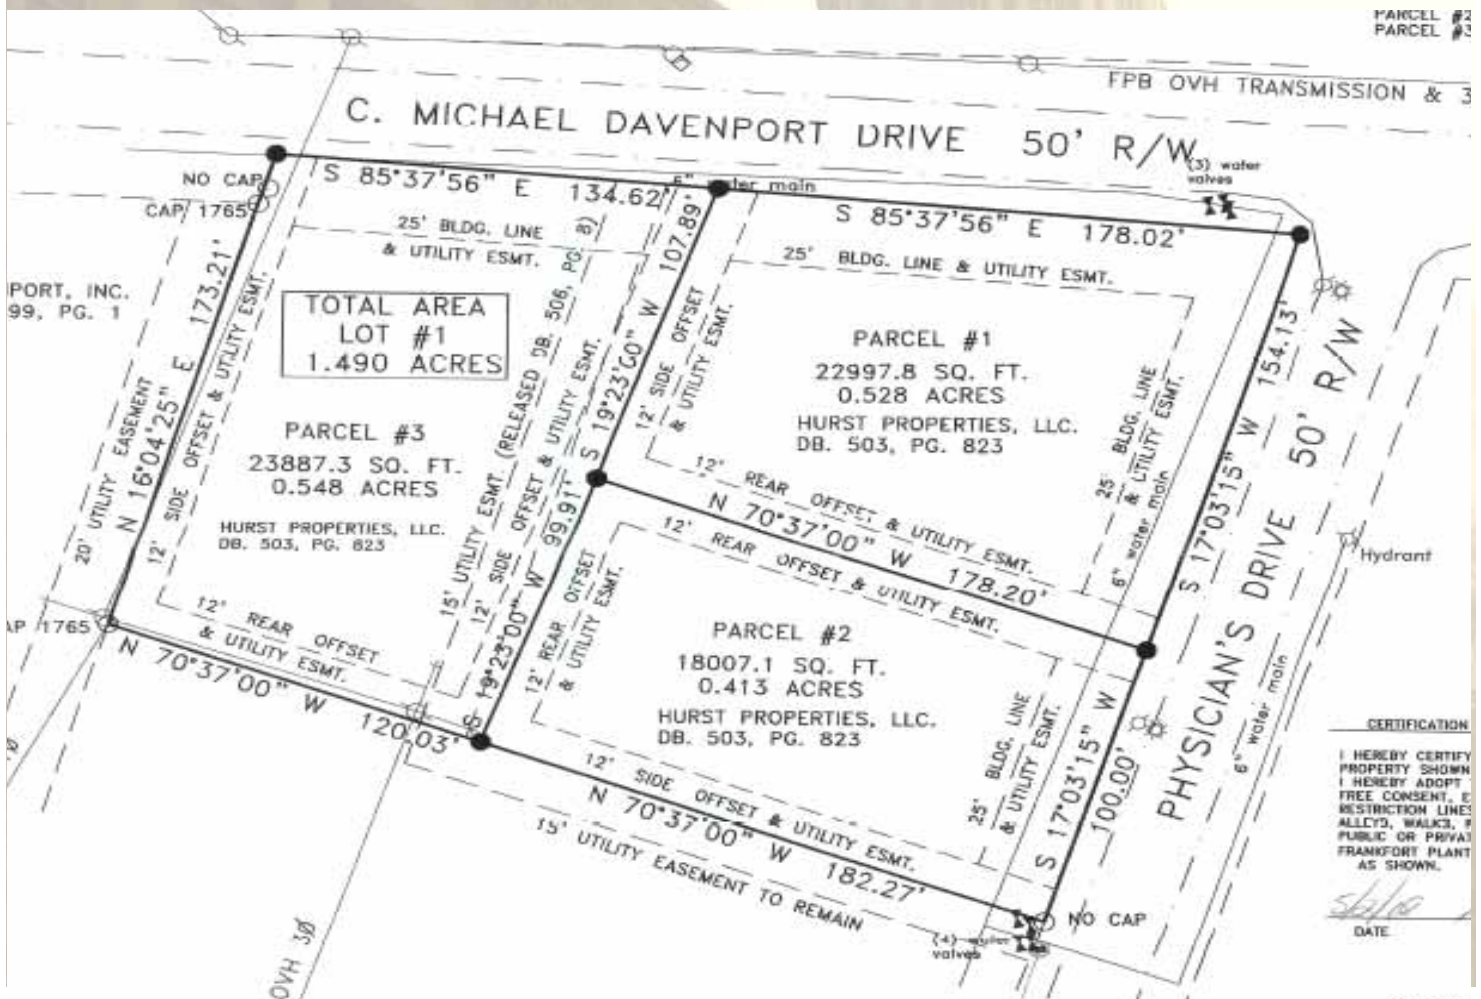 PARCEL #2
PARCEL #3
FPB OVH TRANSMISSION & 3
C. MICHAEL DAVENPORT DRIVE 50' R/W
(3) water
valves
NO CAP
CAP 1765
S 85°37'56" E 134.62'
6" water main
S 85°37'56" E 178.02'
25' BLDG. LINE
& UTILITY ESMT.
25' BLDG. LINE & UTILITY ESMT.
PORT, INC.
99, PG. 1
TOTAL AREA
LOT #1
1.490 ACRES
N 16°04'25" E 173.21'
20' UTILITY EASEMENT
12' SIDE OFFSET & UTILITY ESMT.
PARCEL #3
23887.3 SQ. FT.
0.548 ACRES
HURST PROPERTIES, LLC.
DB. 503, PG. 823
15' UTILITY ESMT. (RELEASED DB. 506, PG. 8)
12' SIDE OFFSET & UTILITY ESMT.
S 19°23'00" W 107.89'
12' SIDE OFFSET
& UTILITY ESMT.
PARCEL #1
22997.8 SQ. FT.
0.528 ACRES
HURST PROPERTIES, LLC.
DB. 503, PG. 823
25' BLDG. LINE
& UTILITY ESMT.
6" water main
S 17°03'15" W 154.13'
PHYSICIAN'S DRIVE 50' R/W
Hydrant
12' REAR OFFSET & UTILITY ESMT.
N 70°37'00" W 178.20'
12' REAR OFFSET & UTILITY ESMT.
S 19°23'00" W 99.91'
12' REAR OFFSET
& UTILITY ESMT.
PARCEL #2
18007.1 SQ. FT.
0.413 ACRES
HURST PROPERTIES, LLC.
DB. 503, PG. 823
25' BLDG. LINE
& UTILITY ESMT.
S 17°03'15" W
100.00'
6" water main
AP 1765
12' REAR OFFSET
& UTILITY ESMT.
N 70°37'00" W 120.03'
12' SIDE OFFSET & UTILITY ESMT.
N 70°37'00" W 182.27'
15' UTILITY EASEMENT TO REMAIN
NO CAP
(4) water
valves
OVH 3Ø
CERTIFICATION
I HEREBY CERTIFY
PROPERTY SHOWN
I HEREBY ADOPT
FREE CONSENT, E
RESTRICTION LINES
ALLEYS, WALKS, P
PUBLIC OR PRIVAT
FRANKFORT PLANT
AS SHOWN.
DATE